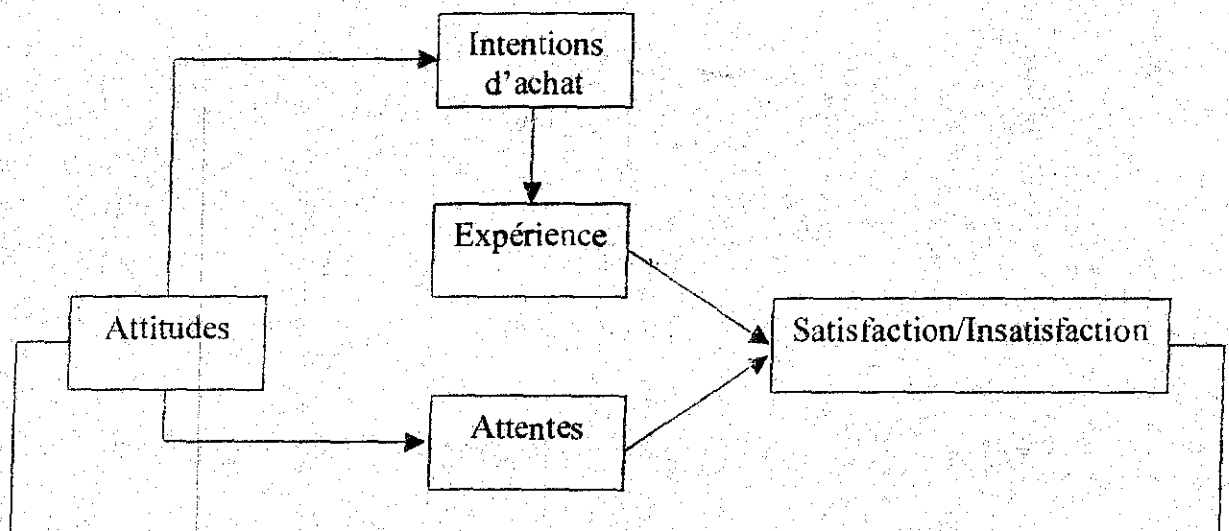 Intentions
d'achat
Expérience
Attitudes
Satisfaction/Insatisfaction
Attentes